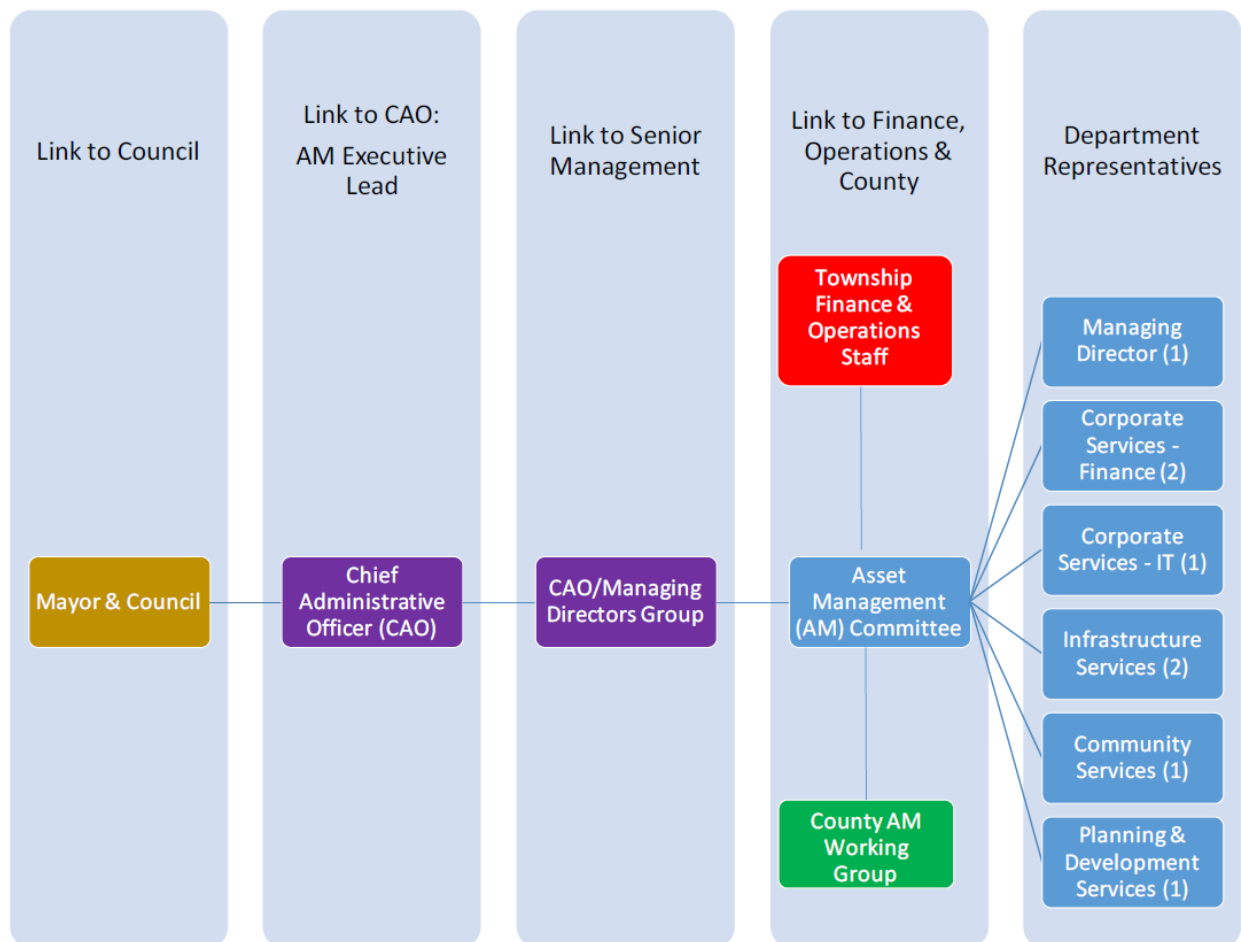 Link to Council
Link to CAO:
AM Executive
Lead
Link to Senior
Management
Link to Finance,
Operations &
County
Department
Representatives
Township
Finance &
Operations
Staff
Mayor & Council
Chief
Administrative
Officer (CAO)
CAO/Managing
Directors Group
Asset
Management
(AM) Committee
County AM
Working
Group
Managing
Director (1)
Corporate
Services -
Finance (2)
Corporate
Services - IT (1)
Infrastructure
Services (2)
Community
Services (1)
Planning &
Development
Services (1)